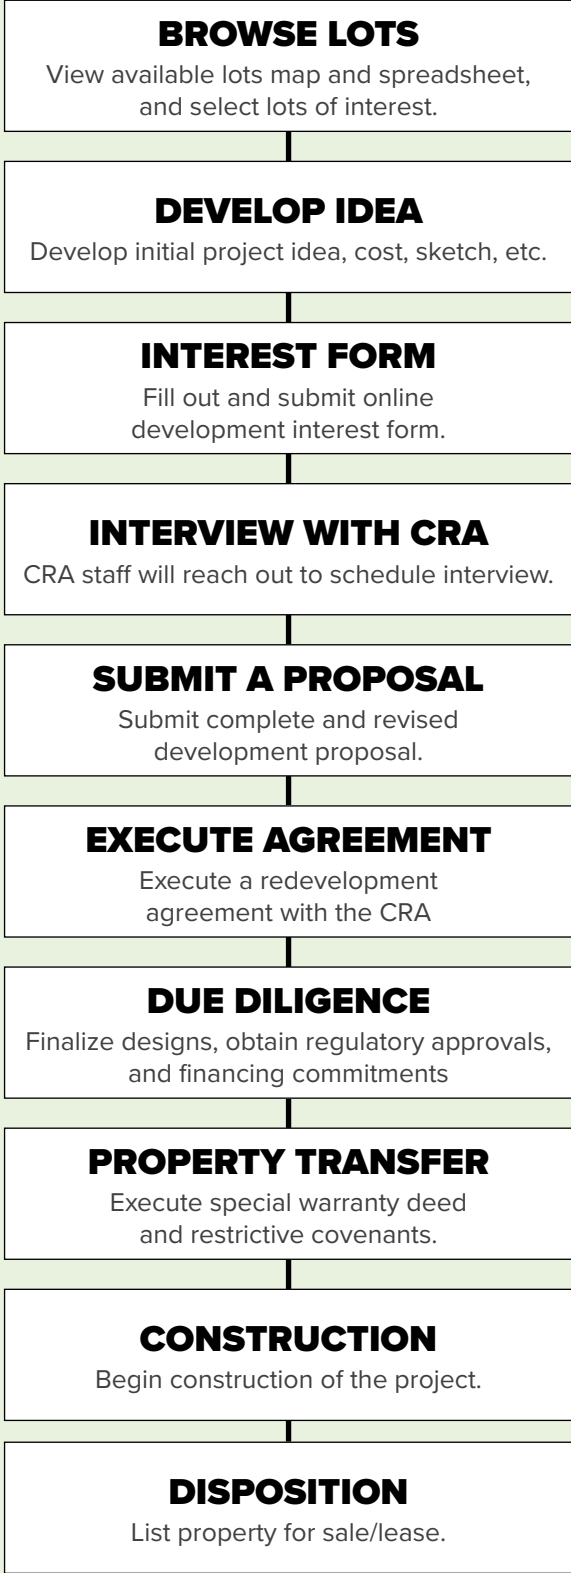 BROWSE LOTS
View available lots map and spreadsheet,
and select lots of interest.
DEVELOP IDEA
Develop initial project idea, cost, sketch, etc.
INTEREST FORM
Fill out and submit online
development interest form.
INTERVIEW WITH CRA
CRA staff will reach out to schedule interview.
SUBMIT A PROPOSAL
Submit complete and revised
development proposal.
EXECUTE AGREEMENT
Execute a redevelopment
agreement with the CRA
DUE DILIGENCE
Finalize designs, obtain regulatory approvals,
and financing commitments
PROPERTY TRANSFER
Execute special warranty deed
and restrictive covenants.
CONSTRUCTION
Begin construction of the project.
DISPOSITION
List property for sale/lease.